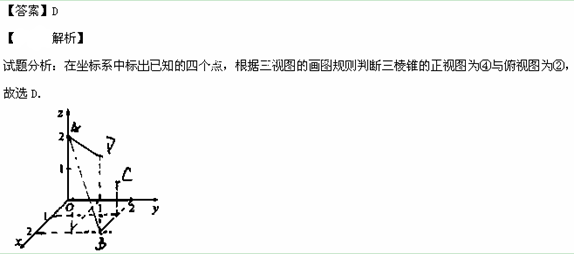 【答案】D
【 解析】
试题分析：在坐标系中标出已知的四个点，根据三视图的画图规则判断三棱锥的正视图为④与俯视图为②，
故选 D.
z
A
2
D
1
C
O 1 2 y
1
x 2
B